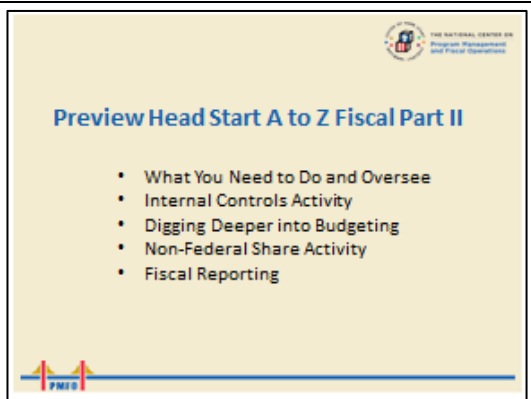 THE NATIONAL CENTER ON
Program Management
and Fiscal Operations
Preview Head Start A to Z Fiscal Part II
• What You Need to Do and Oversee
• Internal Controls Activity
• Digging Deeper into Budgeting
• Non-Federal Share Activity
• Fiscal Reporting
PMFO